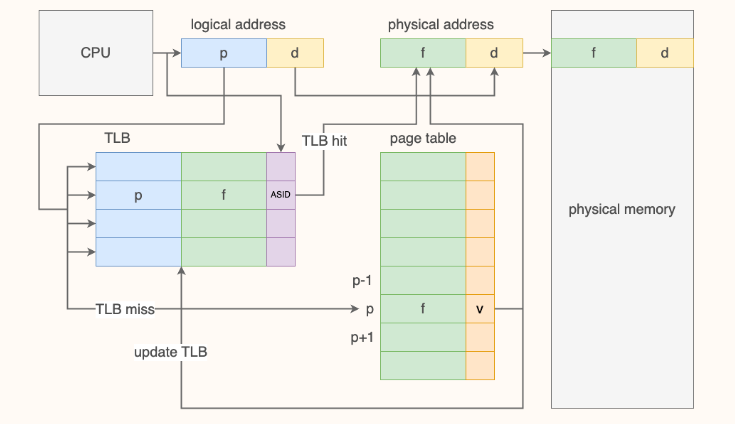 logical address
physical address
CPU
p
d
f
d
f
d
TLB
TLB hit
page table
p
f
ASID
physical memory
p-1
TLB miss
p
f
v
p+1
update TLB